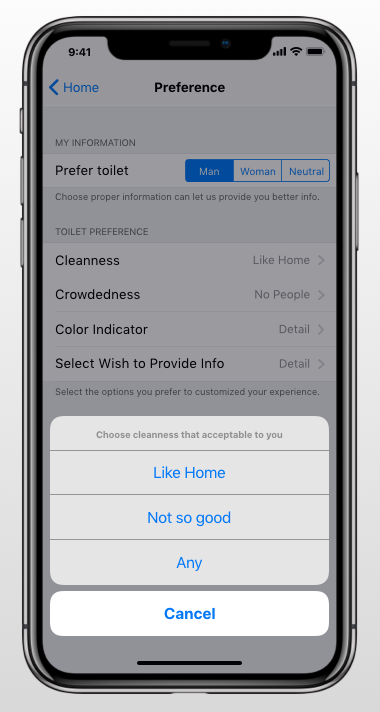 9:41
Home
Preference
MY INFORMATION
Prefer toilet
Man
Woman
Neutral
Choose proper information can let us provide you better info.
TOILET PREFERENCE
Cleanness
Like Home
Crowdedness
No People
Color Indicator
Detail
Select Wish to Provide Info
Detail
Select the options you prefer to customized your experience.
Choose cleanness that acceptable to you
Like Home
Not so good
Any
Cancel